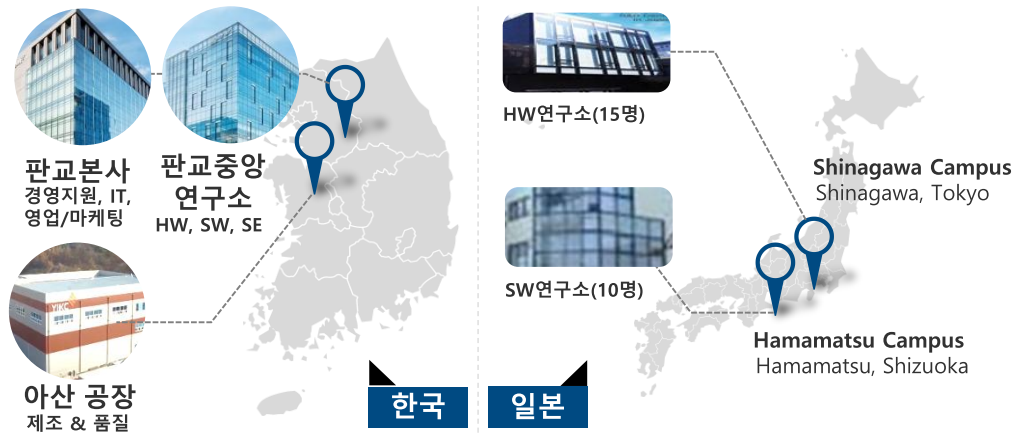 판교본사
경영지원, IT,
영업/마케팅
판교중앙
연구소
HW, SW, SE
YIKC
아산 공장
제조 & 품질
한국
HW연구소(15명)
SW연구소(10명)
Shinagawa Campus
Shinagawa, Tokyo
Hamamatsu Campus
Hamamatsu, Shizuoka
일본